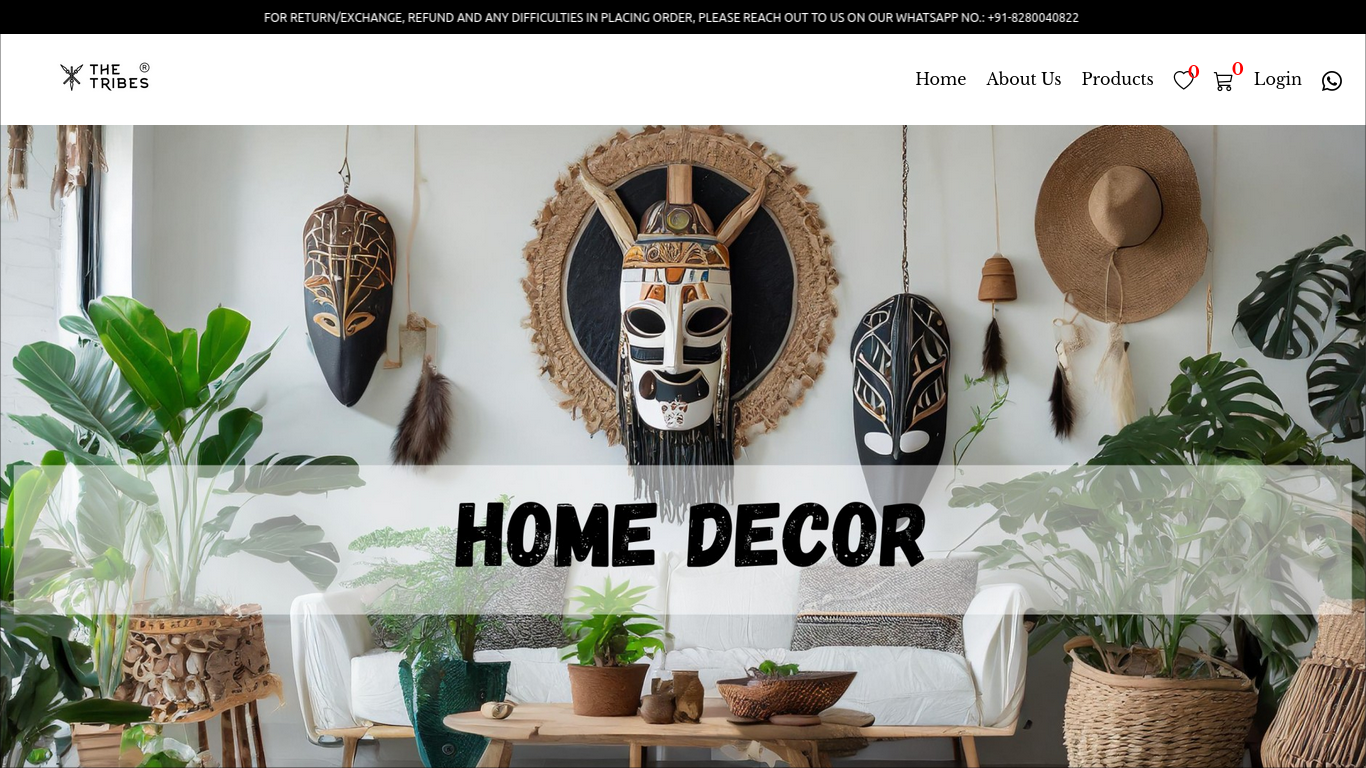 FOR RETURN/EXCHANGE, REFUND AND ANY DIFFICULTIES IN PLACING ORDER, PLEASE REACH OUT TO US ON OUR WHATSAPP NO.: +91-8280040822
THE ®
TRIBES
Home About Us Products 0 0 Login
HOME DECOR